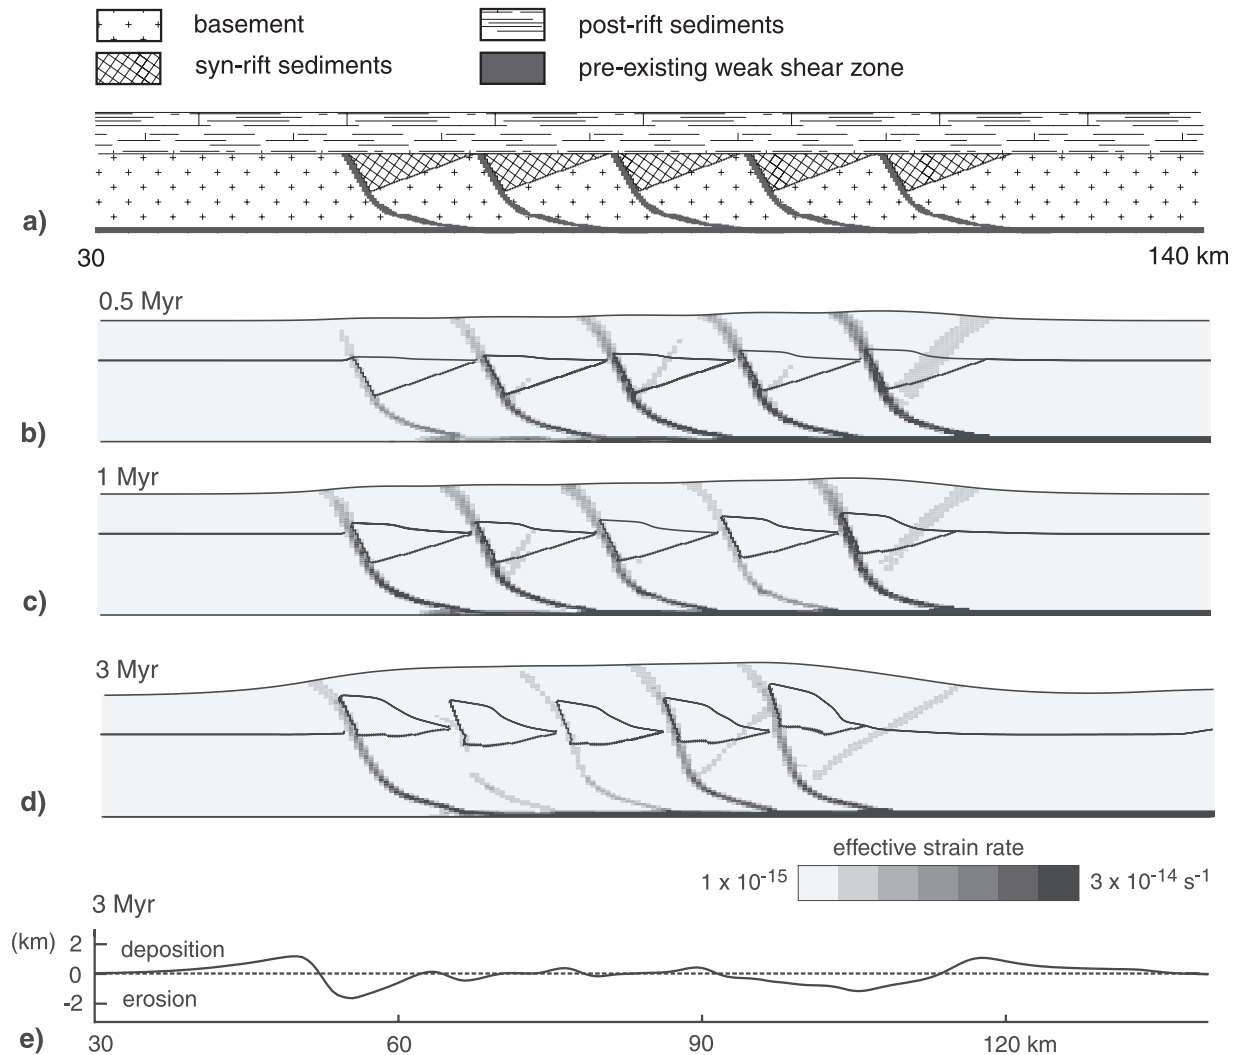 basement
post-rift sediments
syn-rift sediments
pre-existing weak shear zone
a)
30
140 km
0.5 Myr
b)
1 Myr
c)
3 Myr
d)
effective strain rate
1 x 10⁻¹⁵
3 x 10⁻¹⁴ s⁻¹
3 Myr
(km)
2
deposition
0
erosion
-2
e)
30
60
90
120 km